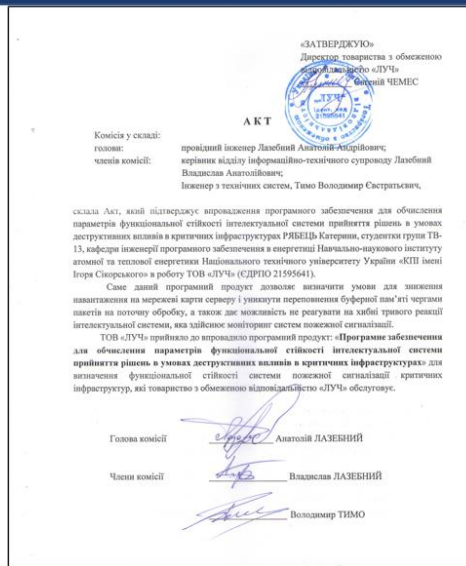 «ЗАТВЕРДЖУЮ»
Директор товариства з обмеженою
відповідальністю «ЛУЧ»
Євгеній ЧЕМЕС
"ЛУЧ"
Ідент. код
21595641
АКТ
Комісія у складі:
голови: провідний інженер Лазебний Анатолій Андрійович;
членів комісії: керівник відділу інформаційно-технічного супроводу Лазебний
Владислав Анатолійович;
Інженер з технічних систем, Тимо Володимир Євстратьєвич,
склала Акт, який підтверджує впровадження програмного забезпечення для обчислення
параметрів функціональної стійкості інтелектуальної системи прийняття рішень в умовах
деструктивних впливів в критичних інфраструктурах РЯБЕЦЬ Катерини, студентки групи ТВ-
13, кафедри інженерії програмного забезпечення в енергетиці Навчально-наукового інституту
атомної та теплової енергетики Національного технічного університету України «КПІ імені
Ігоря Сікорського» в роботу ТОВ «ЛУЧ» (ЄДРПО 21595641).
Саме даний програмний продукт дозволяє визначити умови для зниження
навантаження на мережеві карти серверу і уникнути переповнення буферної пам'яті чергами
пакетів на поточну обробку, а також дає можливість не реагувати на хибні тривоги реакції
інтелектуальної системи, яка здійснює моніторинг систем пожежної сигналізації.
ТОВ «ЛУЧ» прийняло до впровадило програмний продукт: «Програмне забезпечення
для обчислення параметрів функціональної стійкості інтелектуальної системи
прийняття рішень в умовах деструктивних впливів в критичних інфраструктурах» для
визначення функціональної стійкості системи пожежної сигналізації критичних
інфраструктур, які товариство з обмеженою відповідальністю «ЛУЧ» обслуговує.
Голова комісії Анатолій ЛАЗЕБНИЙ
Члени комісії Владислав ЛАЗЕБНИЙ
Володимир ТИМО